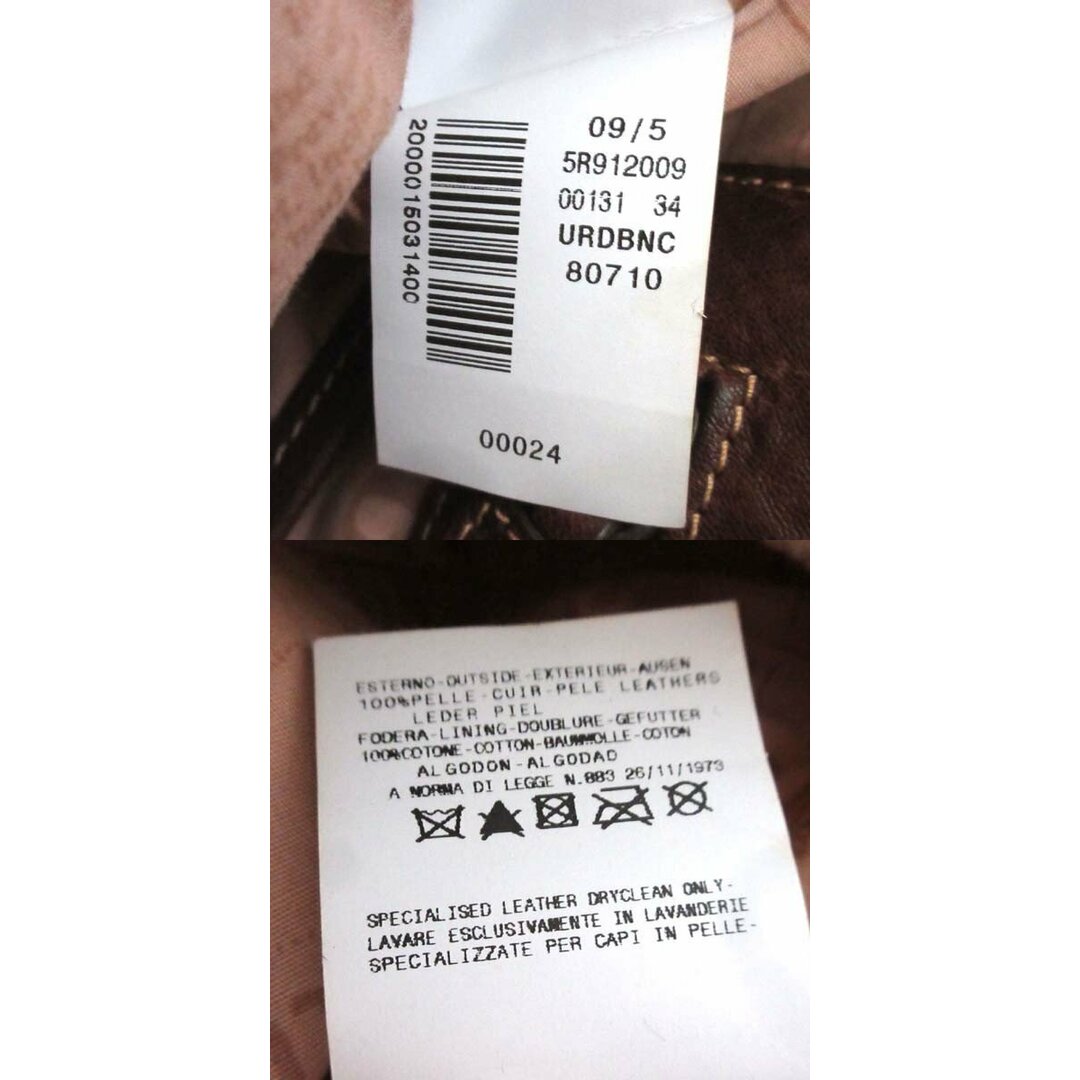 09/5
5R912009
00131 34
URDBNC
80710
2000015031400
00024
ESTERNO-OUTSIDE-EXTERIEUR-AUSEN
100%PELLE-CUIR-PELE LEATHERS
LEDER PIEL
FODERA-LINING-DOUBLURE-GEFUTTER
100%COTONE-COTTON-BAUMMOLLE-COTON
ALGODON-ALGODAD
A NORMA DI LEGGE N.883 26/11/1973
SPECIALISED LEATHER DRYCLEAN ONLY-
LAVARE ESCLUSIVAMENTE IN LAVANDERIE
SPECIALIZZATE PER CAPI IN PELLE-